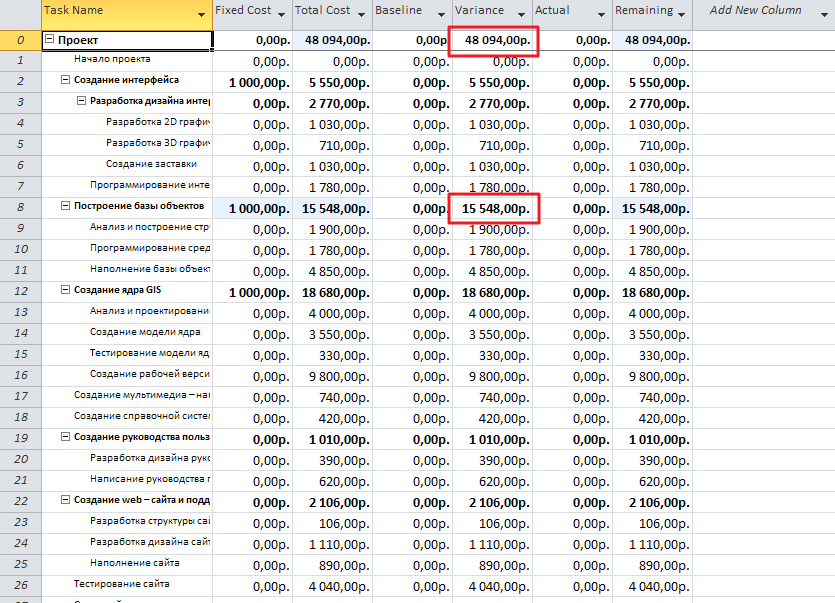 Task Name Fixed Cost Total Cost Baseline Variance Actual Remaining Add New Column
0 Проект 0,00р. 48 094,00р. 0,00р 48 094,00р. 0,00р. 48 094,00р.
1 Начало проекта 0,00р. 0,00р. 0,00р. 0,00р. 0,00р. 0,00р.
2 Создание интерфейса 1 000,00р. 5 550,00р. 0,00р. 5 550,00р. 0,00р. 5 550,00р.
3 Разработка дизайна интер 0,00р. 2 770,00р. 0,00р. 2 770,00р. 0,00р. 2 770,00р.
4 Разработка 2D графи 0,00р. 1 030,00р. 0,00р. 1 030,00р. 0,00р. 1 030,00р.
5 Разработка 3D графи 0,00р. 710,00р. 0,00р. 710,00р. 0,00р. 710,00р.
6 Создание заставки 0,00р. 1 030,00р. 0,00р. 1 030,00р. 0,00р. 1 030,00р.
7 Программирование инте 0,00р. 1 780,00р. 0,00р. 1 780,00р. 0,00р. 1 780,00р.
8 Построение базы объектов 1 000,00р. 15 548,00р. 0,00р 15 548,00р. 0,00р. 15 548,00р.
9 Анализ и построение стр 0,00р. 1 900,00р. 0,00р. 1 900,00р. 0,00р. 1 900,00р.
10 Программирование сред 0,00р. 1 780,00р. 0,00р. 1 780,00р. 0,00р. 1 780,00р.
11 Наполнение базы объект 0,00р. 4 850,00р. 0,00р. 4 850,00р. 0,00р. 4 850,00р.
12 Создание ядра GIS 1 000,00р. 18 680,00р. 0,00р. 18 680,00р. 0,00р. 18 680,00р.
13 Анализ и проектировани 0,00р. 4 000,00р. 0,00р. 4 000,00р. 0,00р. 4 000,00р.
14 Создание модели ядра 0,00р. 3 550,00р. 0,00р. 3 550,00р. 0,00р. 3 550,00р.
15 Тестирование модели яд 0,00р. 330,00р. 0,00р. 330,00р. 0,00р. 330,00р.
16 Создание рабочей верси 0,00р. 9 800,00р. 0,00р. 9 800,00р. 0,00р. 9 800,00р.
17 Создание мультимедиа – на 0,00р. 740,00р. 0,00р. 740,00р. 0,00р. 740,00р.
18 Создание справочной систе 0,00р. 420,00р. 0,00р. 420,00р. 0,00р. 420,00р.
19 Создание руководства польз 0,00р. 1 010,00р. 0,00р. 1 010,00р. 0,00р. 1 010,00р.
20 Разработка дизайна рук 0,00р. 390,00р. 0,00р. 390,00р. 0,00р. 390,00р.
21 Написание руководства п 0,00р. 620,00р. 0,00р. 620,00р. 0,00р. 620,00р.
22 Создание web – сайта и подд 0,00р. 2 106,00р. 0,00р. 2 106,00р. 0,00р. 2 106,00р.
23 Разработка структуры сай 0,00р. 106,00р. 0,00р. 106,00р. 0,00р. 106,00р.
24 Разработка дизайна сайт 0,00р. 1 110,00р. 0,00р. 1 110,00р. 0,00р. 1 110,00р.
25 Наполнение сайта 0,00р. 890,00р. 0,00р. 890,00р. 0,00р. 890,00р.
26 Тестирование сайта 0,00р. 4 040,00р. 0,00р. 4 040,00р. 0,00р. 4 040,00р.